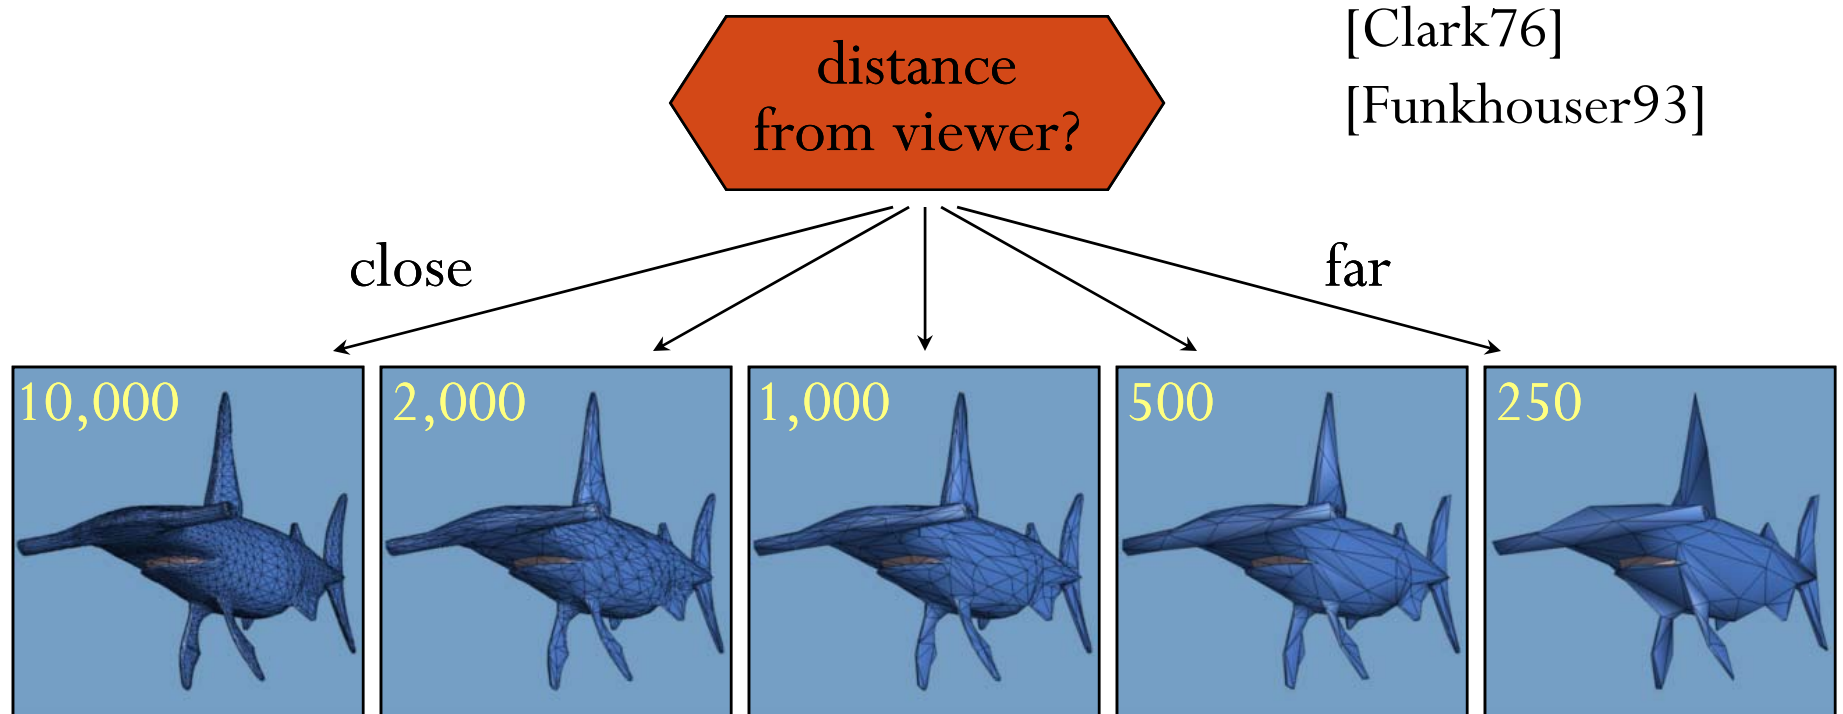 distance
from viewer?
[Clark76]
[Funkhouser93]
close
far
10,000
2,000
1,000
500
250